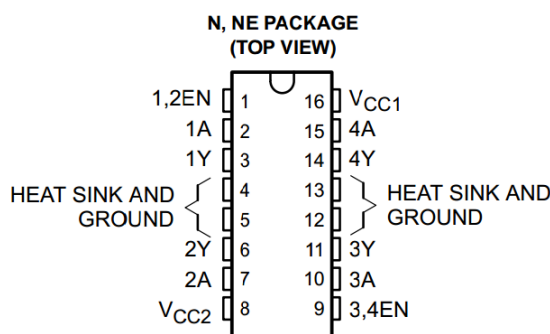 N, NE PACKAGE
(TOP VIEW)
1,2EN 1 16 VCC1
1A 2 15 4A
1Y 3 14 4Y
HEAT SINK AND
GROUND
4 13
5 12
HEAT SINK AND
GROUND
2Y 6 11 3Y
2A 7 10 3A
VCC2 8 9 3,4EN